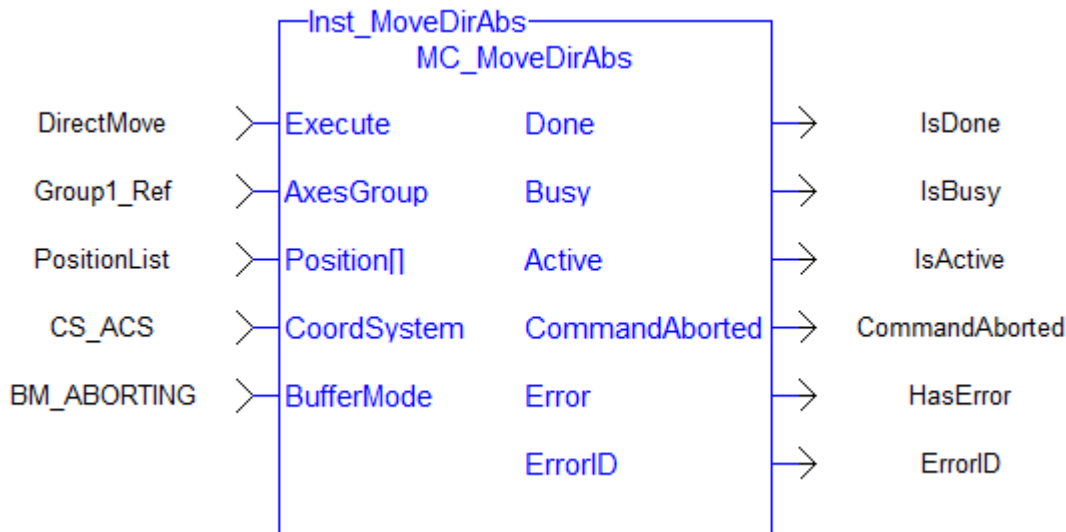 Inst_MoveDirAbs
MC_MoveDirAbs
DirectMove Execute Done IsDone
Group1_Ref AxesGroup Busy IsBusy
PositionList Position[] Active IsActive
CS_ACS CoordSystem CommandAborted CommandAborted
BM_ABORTING BufferMode Error HasError
ErrorID ErrorID